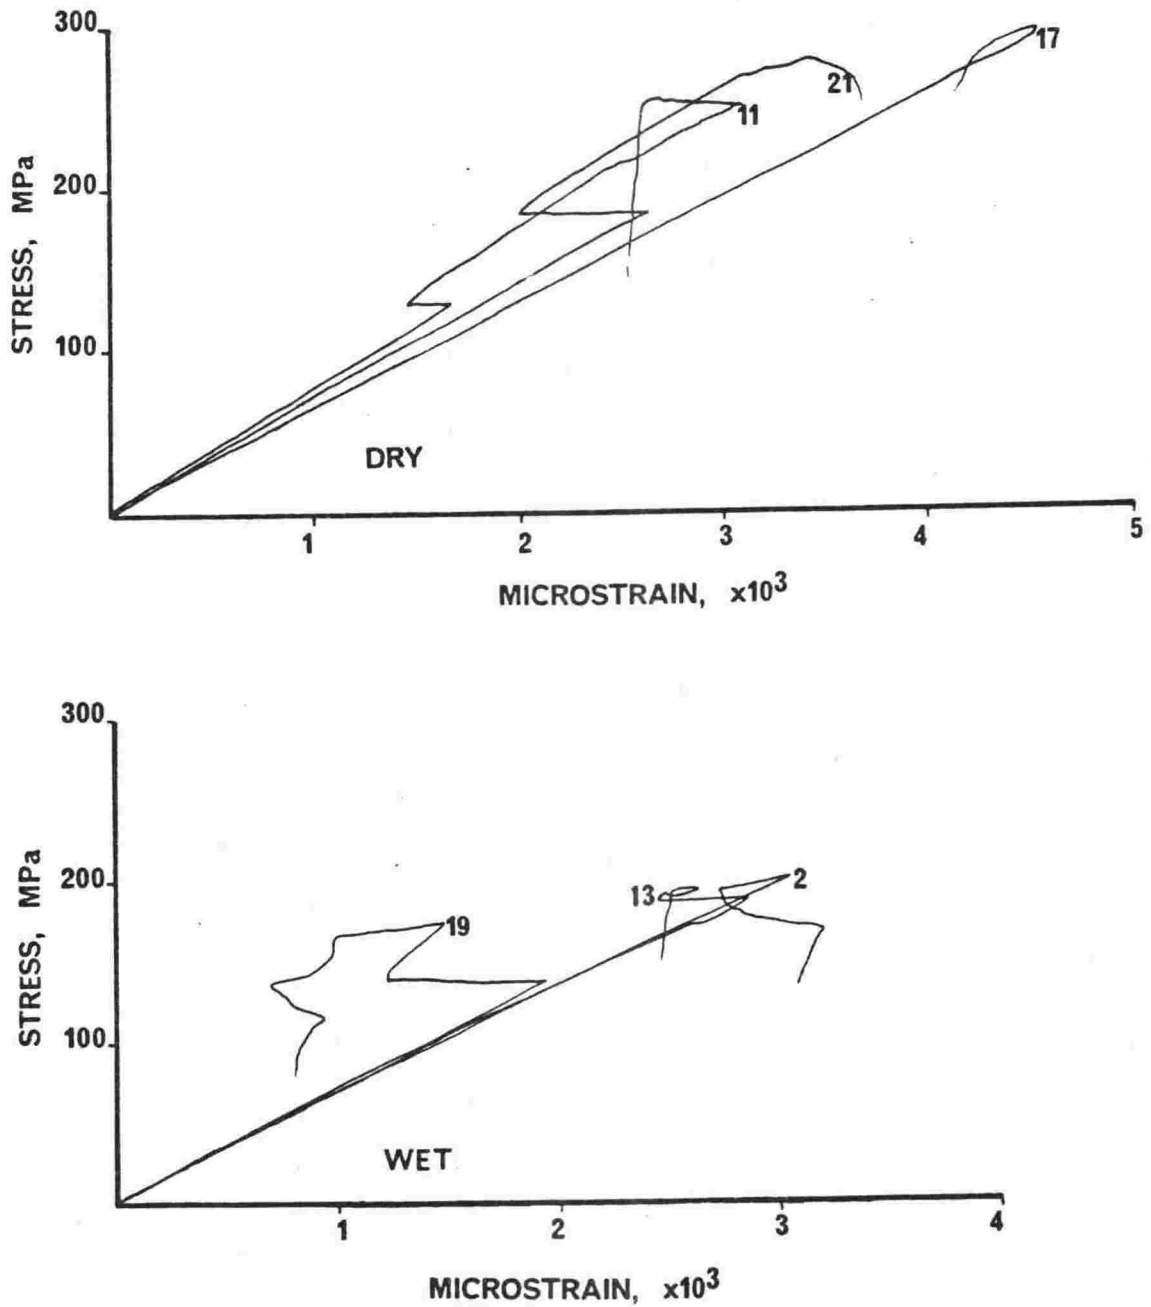 300
17
21
11
200
STRESS, MPa
100
DRY
1 2 3 4 5
MICROSTRAIN, x10³
300
200
2
13
19
STRESS, MPa
100
WET
1 2 3 4
MICROSTRAIN, x10³